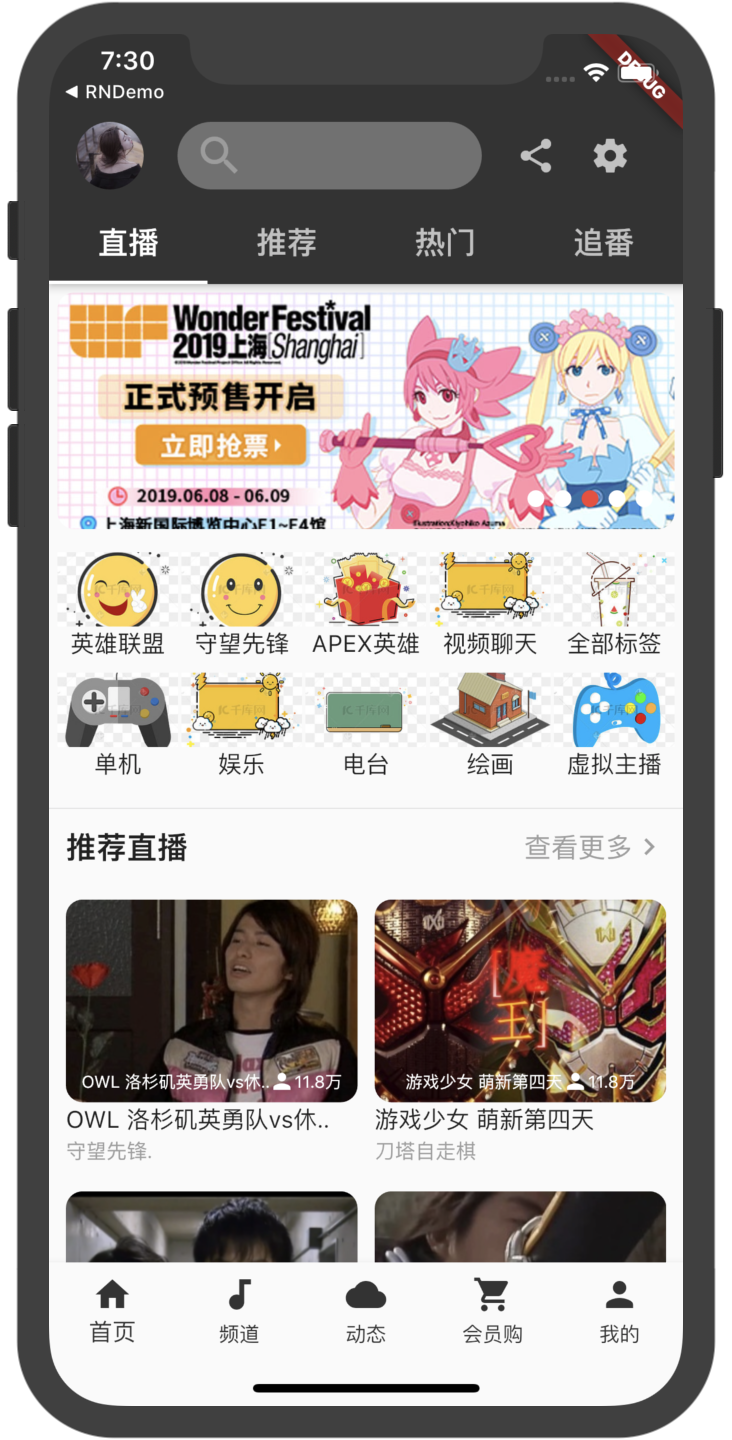 7:30
DEBUG
◀ RNDemo
直播 推荐 热门 追番
Wonder Festival
2019上海[Shanghai]
正式预售开启
立即抢票
2019.06.08 - 06.09
上海新国际博览中心E1~E4馆
Illustration:Kiyohiko Azuma
英雄联盟 守望先锋 APEX英雄 视频聊天 全部标签
单机 娱乐 电台 绘画 虚拟主播
推荐直播 查看更多
魔
王
OWL 洛杉矶英勇队vs休.. 11.8万
游戏少女 萌新第四天 11.8万
OWL 洛杉矶英勇队vs休.. 游戏少女 萌新第四天
守望先锋. 刀塔自走棋
首页 频道 动态 会员购 我的